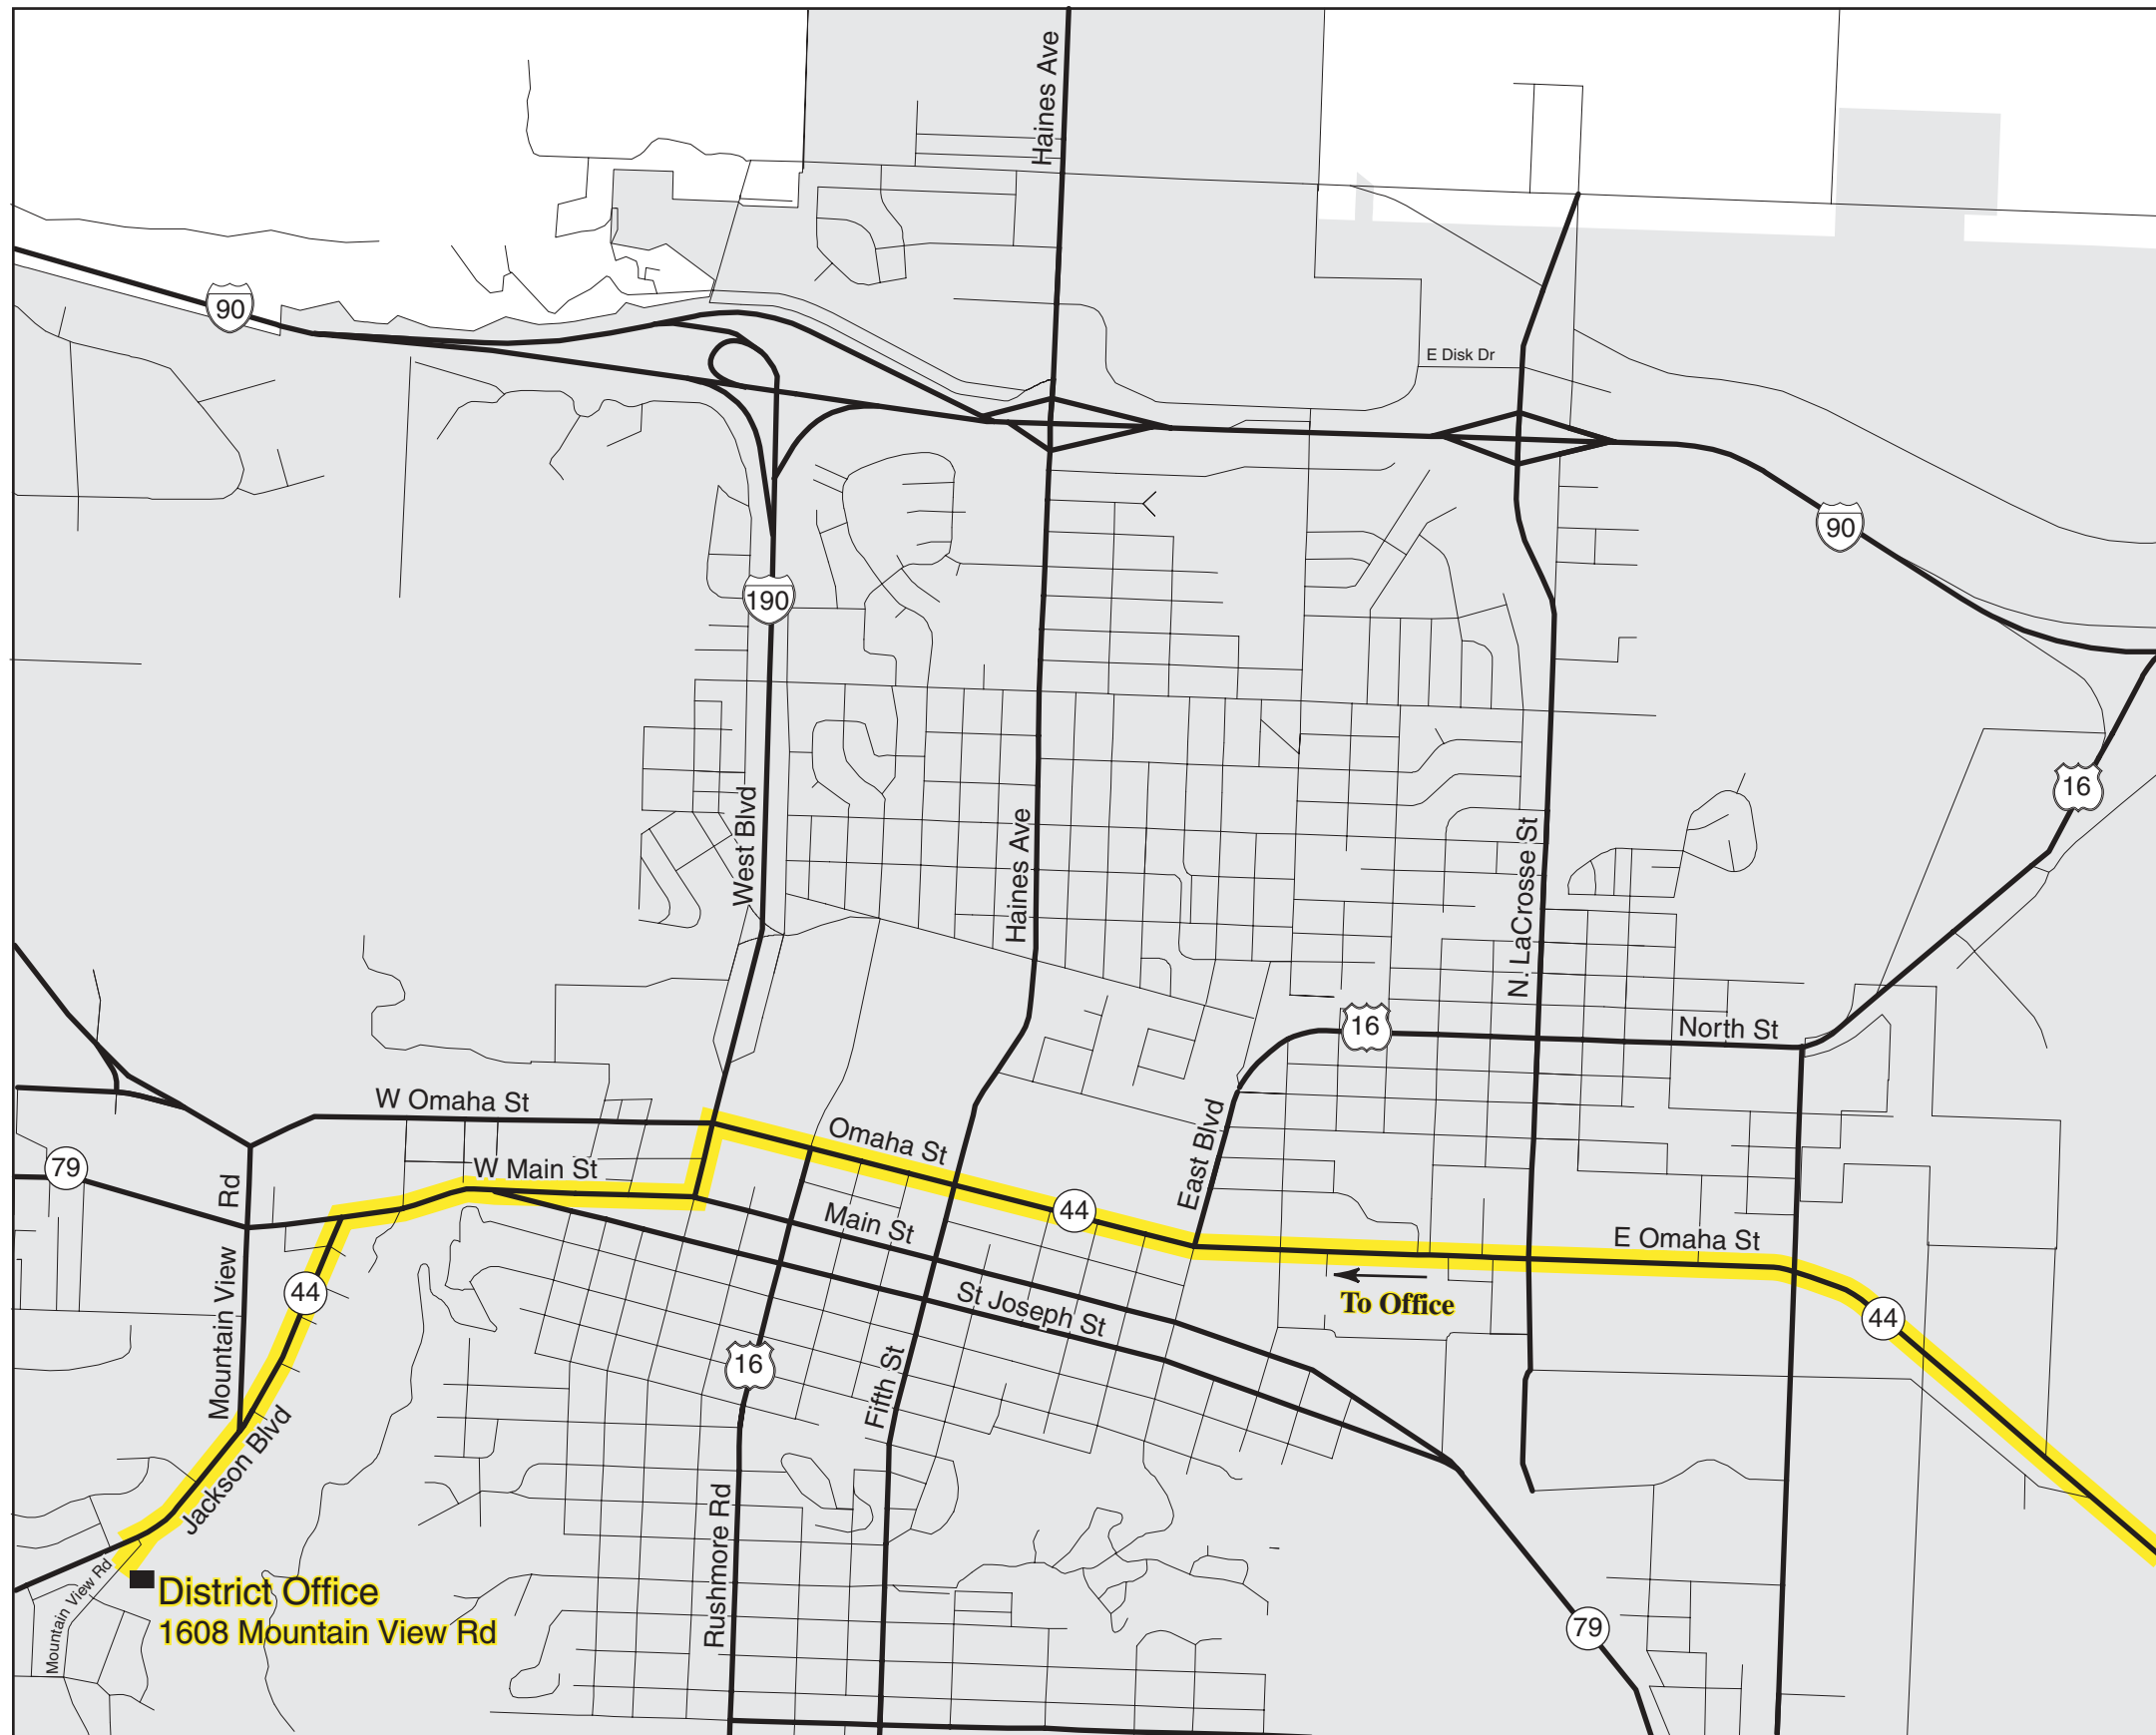 Haines Ave
90
E Disk Dr
90
190
16
West Blvd
Haines Ave
N. LaCrosse St
16
North St
W Omaha St
Omaha St
East Blvd
79
W Main St
Rd
44
Main St
E Omaha St
To Office
44
Mountain View
44
St Joseph St
16
Fifth St
Jackson Blvd
Rushmore Rd
Mountain View Rd
District Office
1608 Mountain View Rd
79